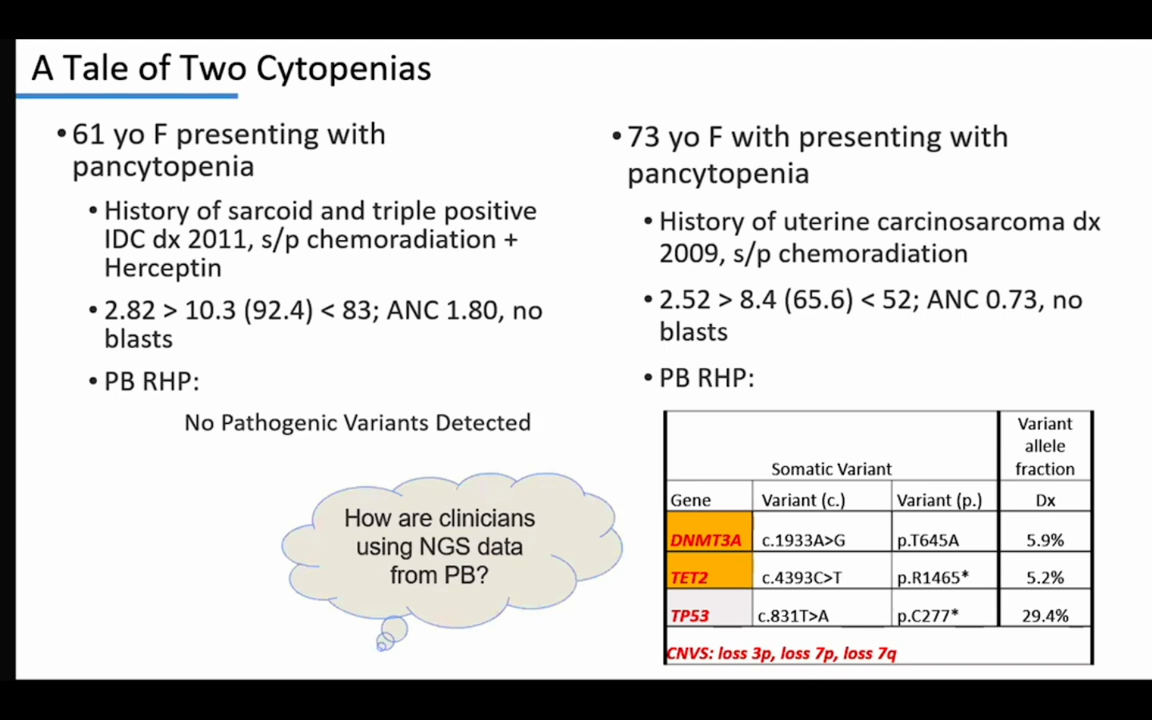 A Tale of Two Cytopenias
• 61 yo F presenting with
pancytopenia
• History of sarcoid and triple positive
IDC dx 2011, s/p chemoradiation +
Herceptin
• 2.82 > 10.3 (92.4) < 83; ANC 1.80, no
blasts
• PB RHP:
No Pathogenic Variants Detected
How are clinicians
using NGS data
from PB?
• 73 yo F with presenting with
pancytopenia
• History of uterine carcinosarcoma dx
2009, s/p chemoradiation
• 2.52 > 8.4 (65.6) < 52; ANC 0.73, no
blasts
• PB RHP:
Somatic Variant
Variant
allele
fraction
Gene Variant (c.) Variant (p.) Dx
DNMT3A c.1933A>G p.T645A 5.9%
TET2 c.4393C>T p.R1465* 5.2%
TP53 c.831T>A p.C277* 29.4%
CNVS: loss 3p, loss 7p, loss 7q